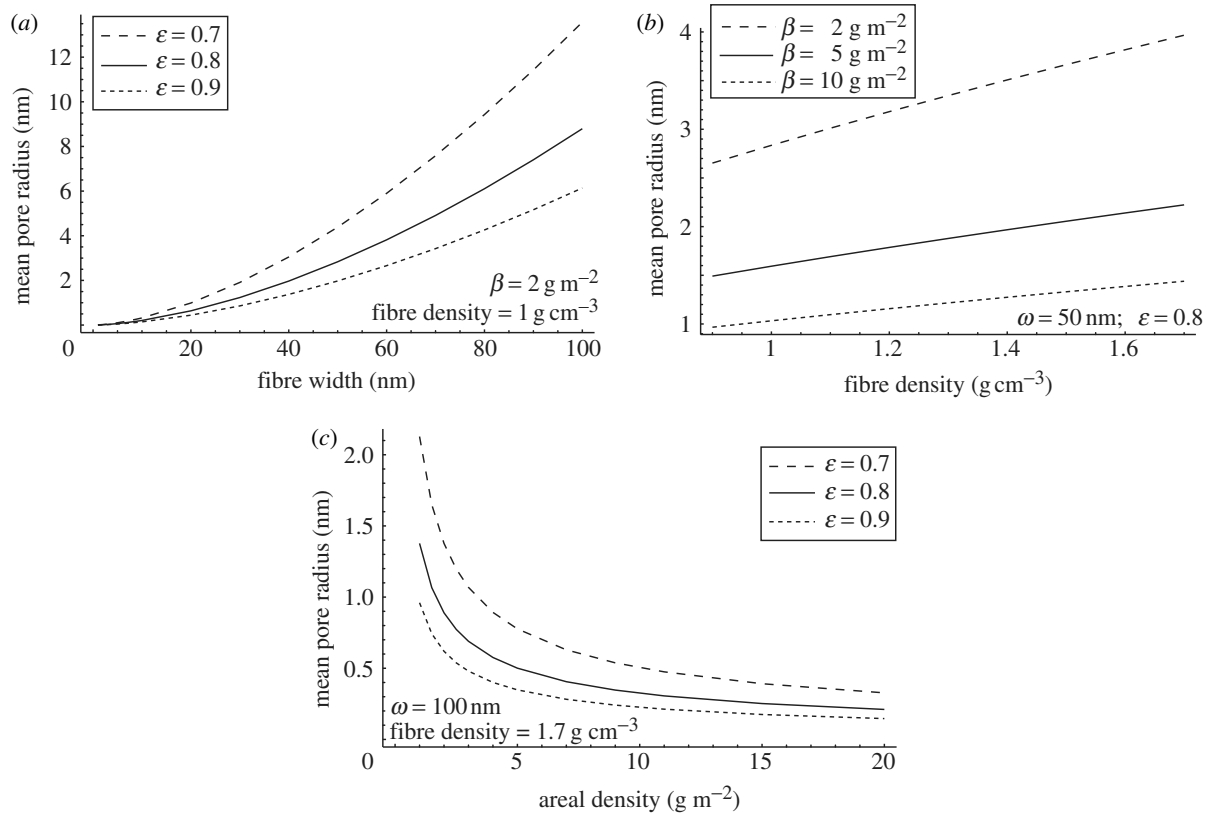 (a)
ε = 0.7
ε = 0.8
ε = 0.9
12
10
8
6
4
2
0
20
40
60
80
100
mean pore radius (nm)
fibre width (nm)
β = 2 g m−2
fibre density = 1 g cm−3
(b)
β = 2 g m−2
β = 5 g m−2
β = 10 g m−2
4
3
2
1
1
1.2
1.4
1.6
mean pore radius (nm)
fibre density (g cm−3)
ω = 50 nm; ε = 0.8
(c)
ε = 0.7
ε = 0.8
ε = 0.9
2.0
1.5
1.0
0.5
0
5
10
15
20
mean pore radius (nm)
areal density (g m−2)
ω = 100 nm
fibre density = 1.7 g cm−3